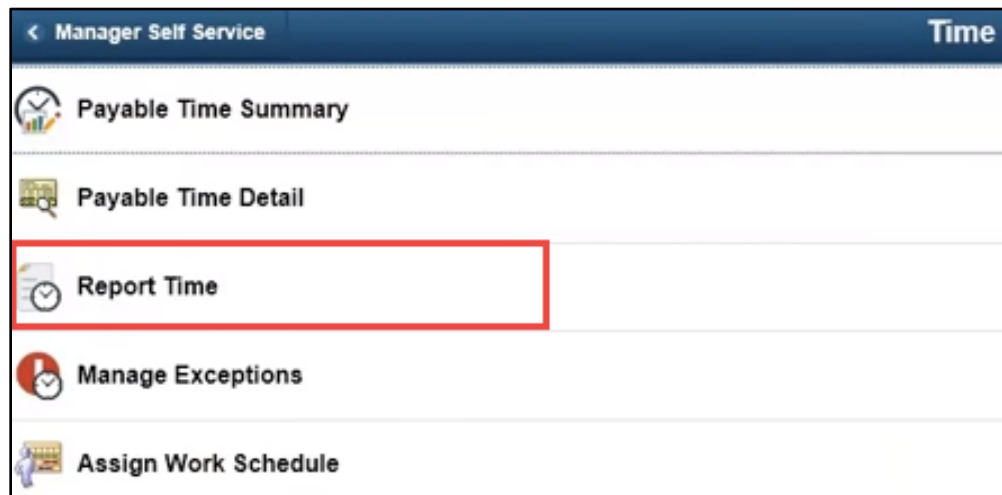 Manager Self Service
Time
Payable Time Summary
Payable Time Detail
Report Time
Manage Exceptions
Assign Work Schedule